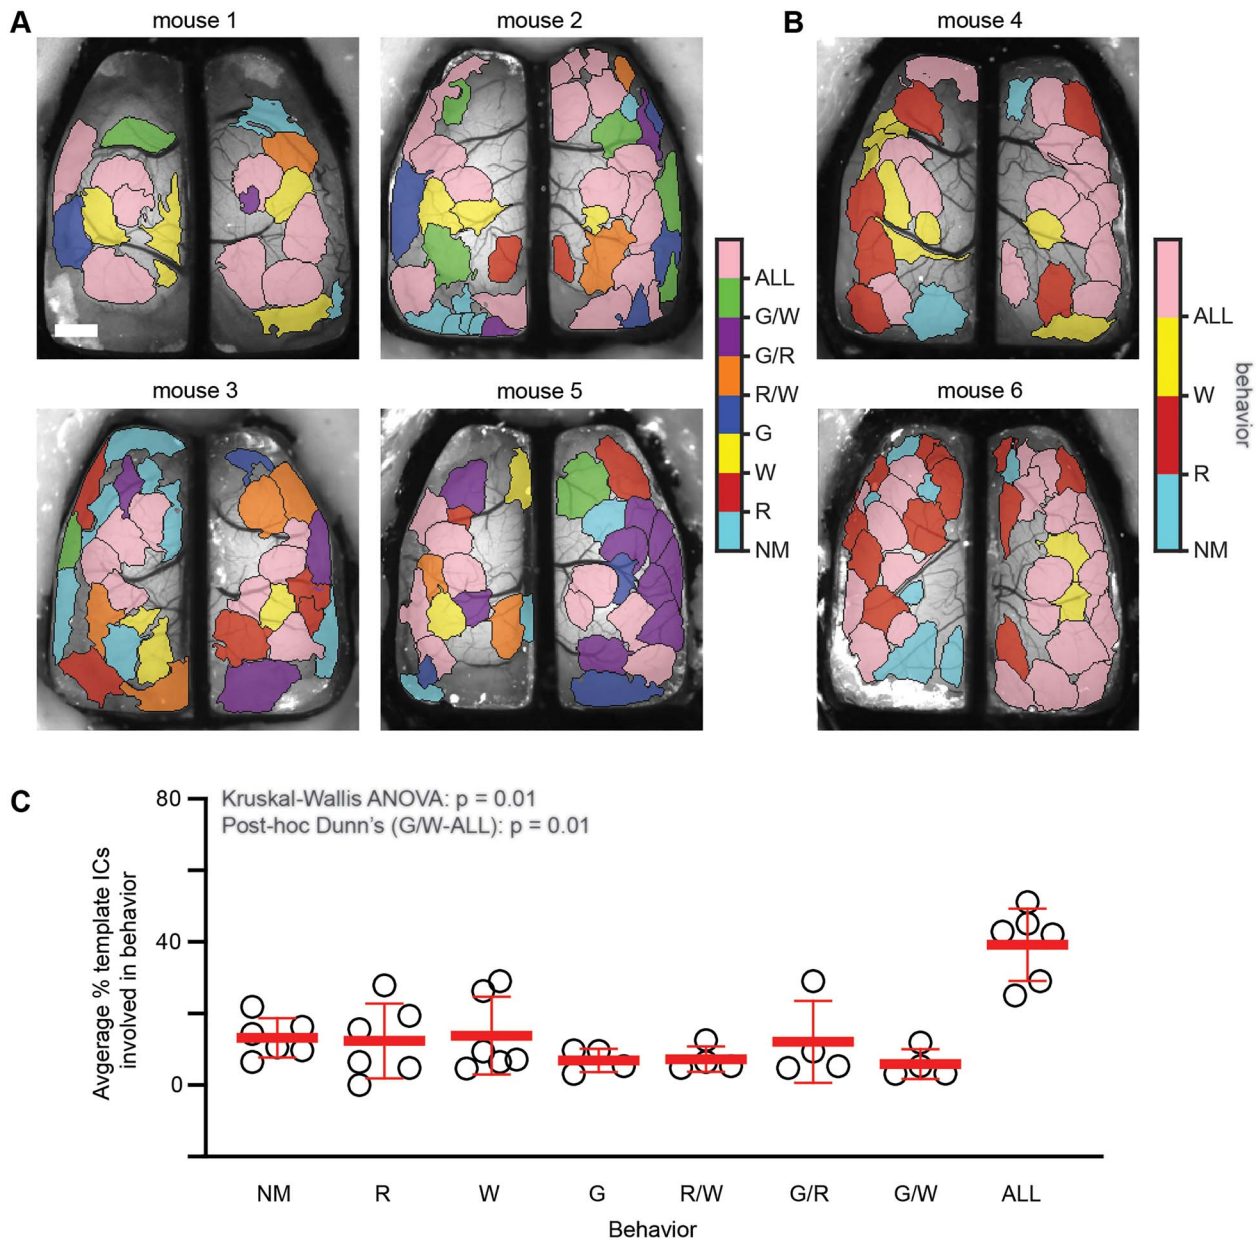 A
mouse 1
mouse 2
B
mouse 4
ALL
G/W
G/R
R/W
G
W
R
NM
ALL
W
R
NM
behavior
mouse 3
mouse 5
mouse 6
C
Kruskal-Wallis ANOVA: p = 0.01
Post-hoc Dunn's (G/W-ALL): p = 0.01
Avgerage % template ICs
involved in behavior
80
40
0
NM R W G R/W G/R G/W ALL
Behavior